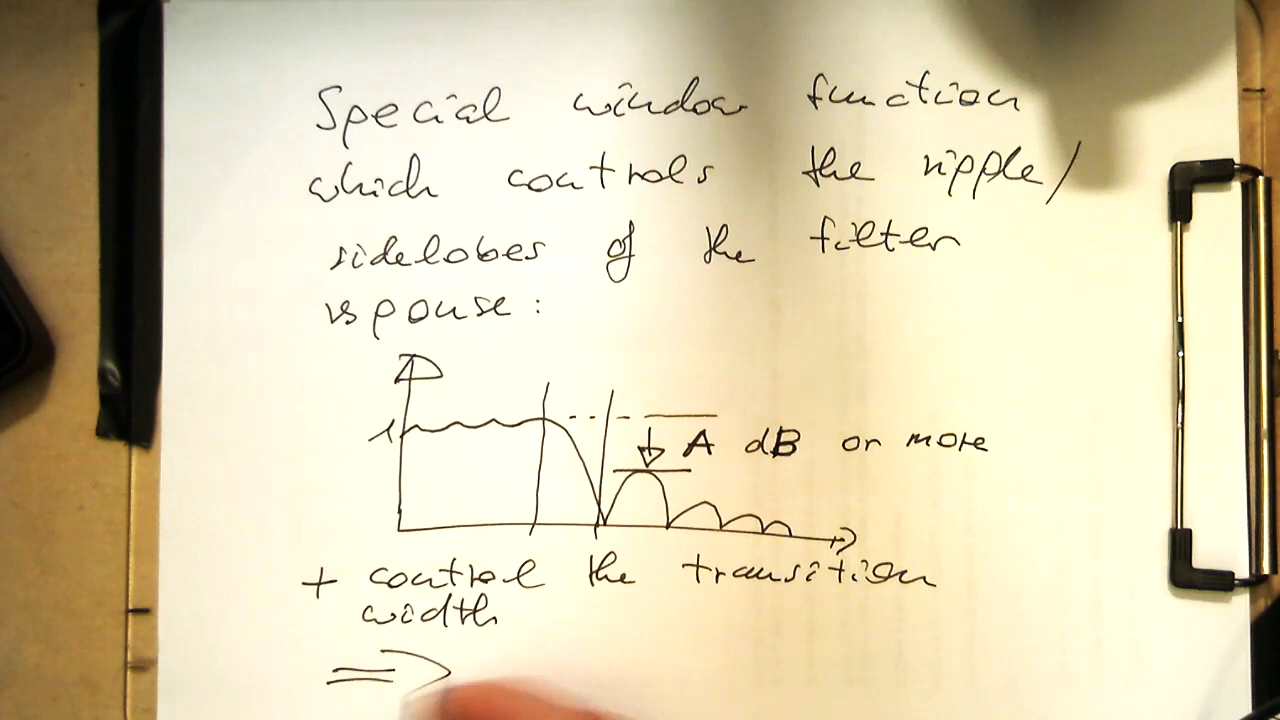 Special window function
which controls the ripple/
sidelobes of the filter
response:
1
A dB or more
+ control the transition
width
=>